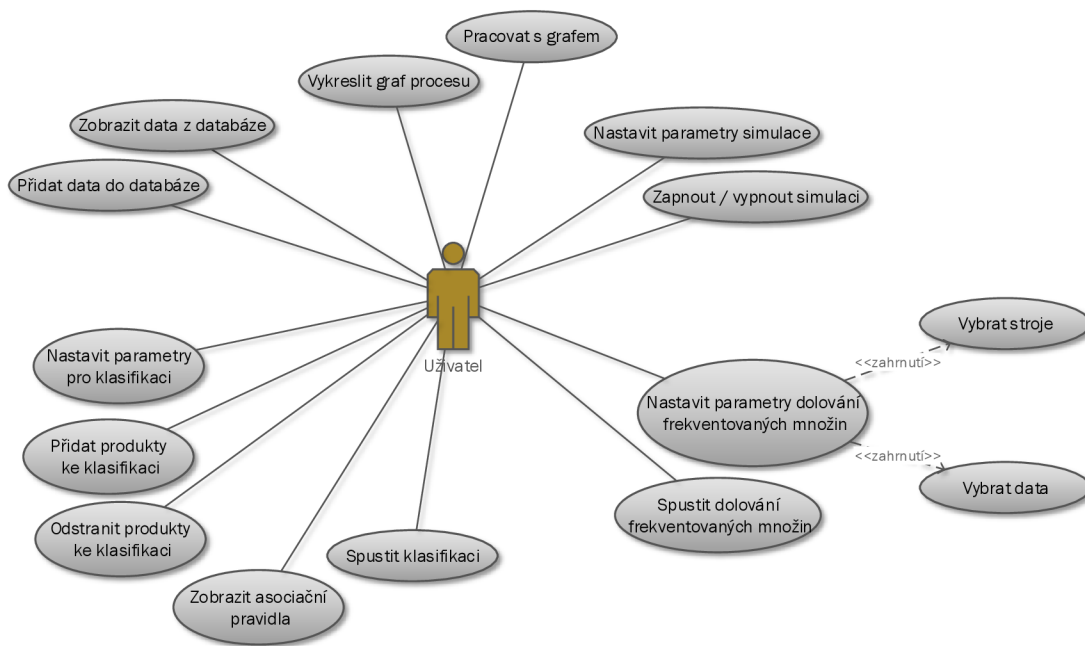 Pracovat s grafem
Vykreslit graf procesu
Zobrazit data z databáze
Nastavit parametry simulace
Přidat data do databáze
Zapnout / vypnout simulaci
Uživatel
Vybrat stroje
<<zahrnutí>>
Nastavit parametry
pro klasifikaci
Nastavit parametry dolování
frekventovaných množin
<<zahrnutí>>
Přidat produkty
ke klasifikaci
Vybrat data
Spustit dolování
frekventovaných množin
Odstranit produkty
ke klasifikaci
Spustit klasifikaci
Zobrazit asociační
pravidla